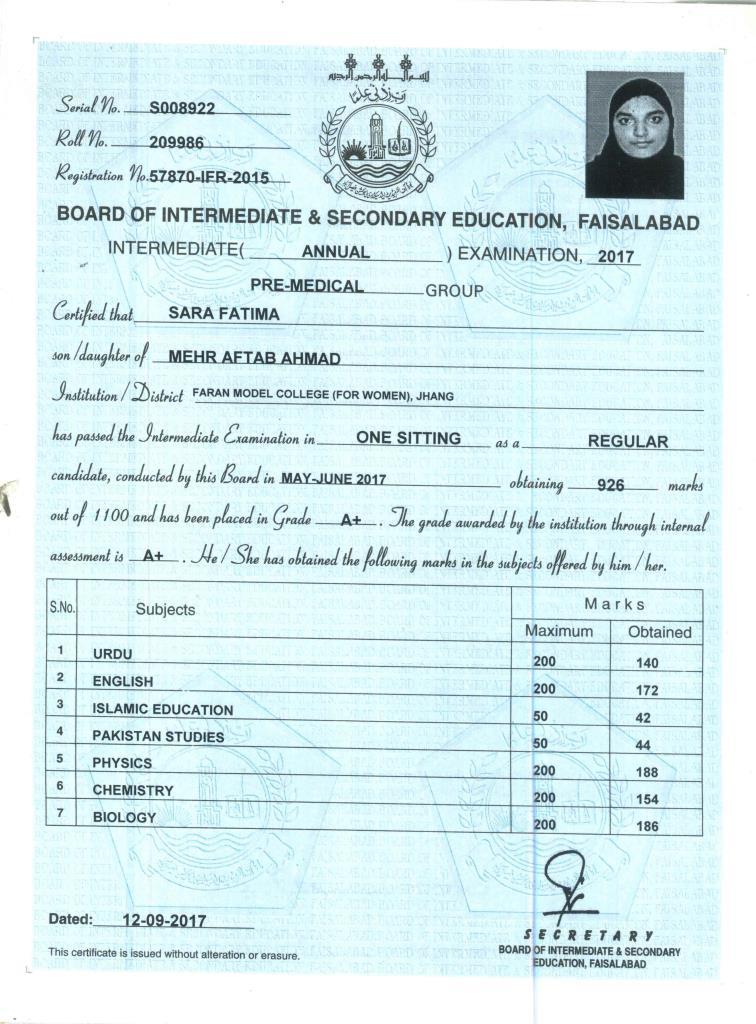 بسم الله الرحمن الرحيم
رب زدنی علما
Serial No. S008922
Roll No. 209986
Registration No. 57870-IFR-2015
BOARD OF INTERMEDIATE & SECONDARY EDUCATION, FAISALABAD
INTERMEDIATE( ANNUAL ) EXAMINATION, 2017
PRE-MEDICAL GROUP
Certified that SARA FATIMA
son/daughter of MEHR AFTAB AHMAD
Institution / District FARAN MODEL COLLEGE (FOR WOMEN), JHANG
has passed the Intermediate Examination in ONE SITTING as a REGULAR
candidate, conducted by this Board in MAY-JUNE 2017 obtaining 926 marks
out of 1100 and has been placed in Grade A+ . The grade awarded by the institution through internal
assessment is A+ . He / She has obtained the following marks in the subjects offered by him / her.
S.No. Subjects Marks
Maximum Obtained
1 URDU 200 140
2 ENGLISH 200 172
3 ISLAMIC EDUCATION 50 42
4 PAKISTAN STUDIES 50 44
5 PHYSICS 200 188
6 CHEMISTRY 200 154
7 BIOLOGY 200 186
Dated: 12-09-2017
SECRETARY
BOARD OF INTERMEDIATE & SECONDARY
EDUCATION, FAISALABAD
This certificate is issued without alteration or erasure.